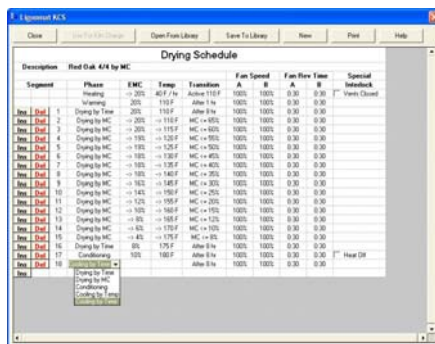 Lignomat KCS
Close Open From Library Save To Library New Print Help
Drying Schedule
Description Red Oak 4/4 by MC
Fan Speed Fan Rev Time Special
Segment Phase EMC Temp Transition A B A B Interlock
Heating -> 20% 40 F / hr Active 110 F 100% 100% 0:30 0:30 Vents Closed
Warming 20% 110 F After 1 hr 100% 100% 0:30 0:30
Ins Del 1 Drying by Time 20% 110 F After 8 hr 100% 100% 0:30 0:30
Ins Del 2 Drying by MC -> 20% -> 110 F MC <= 65% 100% 100% 0:30 0:30
Ins Del 3 Drying by MC -> 20% -> 115 F MC <= 60% 100% 100% 0:30 0:30
Ins Del 4 Drying by MC -> 19% -> 120 F MC <= 55% 100% 100% 0:30 0:30
Ins Del 5 Drying by MC -> 19% -> 125 F MC <= 50% 100% 100% 0:30 0:30
Ins Del 6 Drying by MC -> 18% -> 130 F MC <= 45% 100% 100% 0:30 0:30
Ins Del 7 Drying by MC -> 18% -> 135 F MC <= 40% 100% 100% 0:30 0:30
Ins Del 8 Drying by MC -> 18% -> 140 F MC <= 35% 100% 100% 0:30 0:30
Ins Del 9 Drying by MC -> 16% -> 145 F MC <= 30% 100% 100% 0:30 0:30
Ins Del 10 Drying by MC -> 14% -> 150 F MC <= 25% 100% 100% 0:30 0:30
Ins Del 11 Drying by MC -> 12% -> 155 F MC <= 20% 100% 100% 0:30 0:30
Ins Del 12 Drying by MC -> 10% -> 160 F MC <= 15% 100% 100% 0:30 0:30
Ins Del 13 Drying by MC -> 8% -> 165 F MC <= 12% 100% 100% 0:30 0:30
Ins Del 14 Drying by MC -> 6% -> 170 F MC <= 10% 100% 100% 0:30 0:30
Ins Del 15 Drying by MC -> 4% -> 175 F MC <= 8% 100% 100% 0:30 0:30
Ins Del 16 Drying by Time 8% 175 F After 8 hr 100% 100% 0:30 0:30
Ins Del 17 Conditioning 10% 180 F After 8 hr 100% 100% 0:30 0:30 Heat Off
Ins Del 18 Cooling by Time After 8 hr 100% 100% 0:30 0:30
Ins Drying by Time
Drying by MC
Conditioning
Cooling by Temp
Cooling by Time